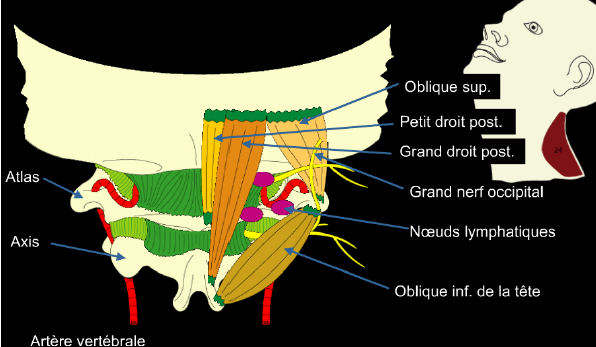 Oblique sup.
Petit droit post.
Grand droit post.
Atlas
Grand nerf occipital
Nœuds lymphatiques
Axis
Oblique inf. de la tête
Artère vertébrale
24